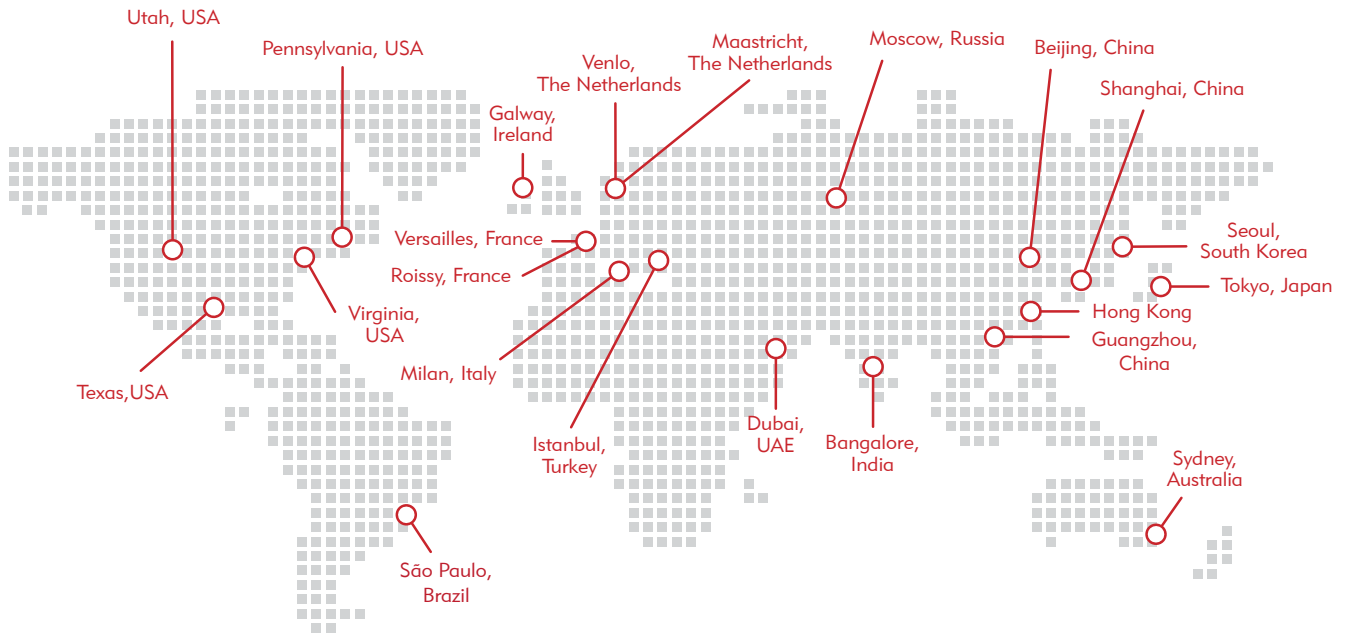 Utah, USA
Pennsylvania, USA
Venlo,
The Netherlands
Maastricht,
The Netherlands
Moscow, Russia
Beijing, China
Shanghai, China
Galway,
Ireland
Versailles, France
Roissy, France
Seoul,
South Korea
Tokyo, Japan
Hong Kong
Guangzhou,
China
Virginia,
USA
Texas,USA
Milan, Italy
Istanbul,
Turkey
Dubai,
UAE
Bangalore,
India
Sydney,
Australia
São Paulo,
Brazil